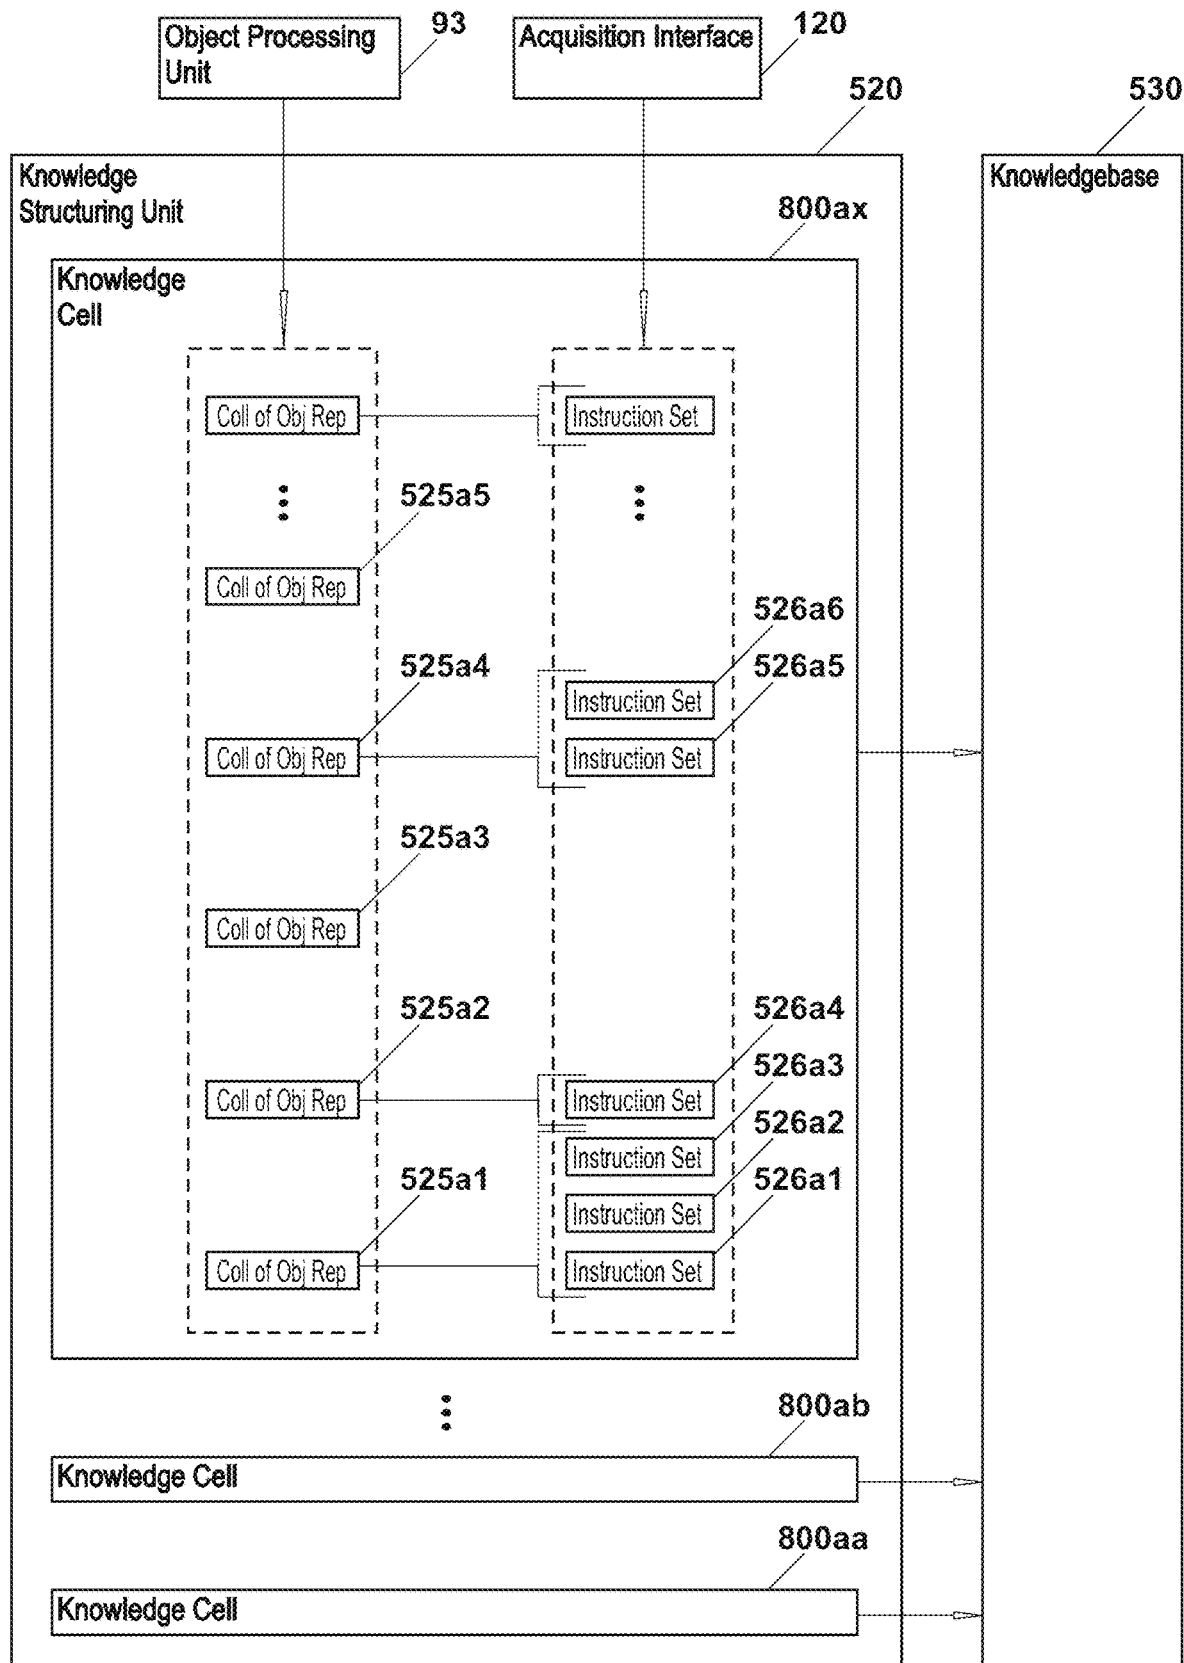 Object Processing
Unit
93
Acquisition Interface
120
520
530
Knowledge
Structuring Unit
Knowledgebase
800ax
Knowledge
Cell
Coll of Obj Rep
Instruction Set
525a5
Coll of Obj Rep
526a6
525a4
526a5
Instruction Set
Coll of Obj Rep
Instruction Set
525a3
Coll of Obj Rep
525a2
526a4
526a3
Coll of Obj Rep
Instruction Set
526a2
Instruction Set
525a1
526a1
Instruction Set
Coll of Obj Rep
Instruction Set
800ab
Knowledge Cell
800aa
Knowledge Cell